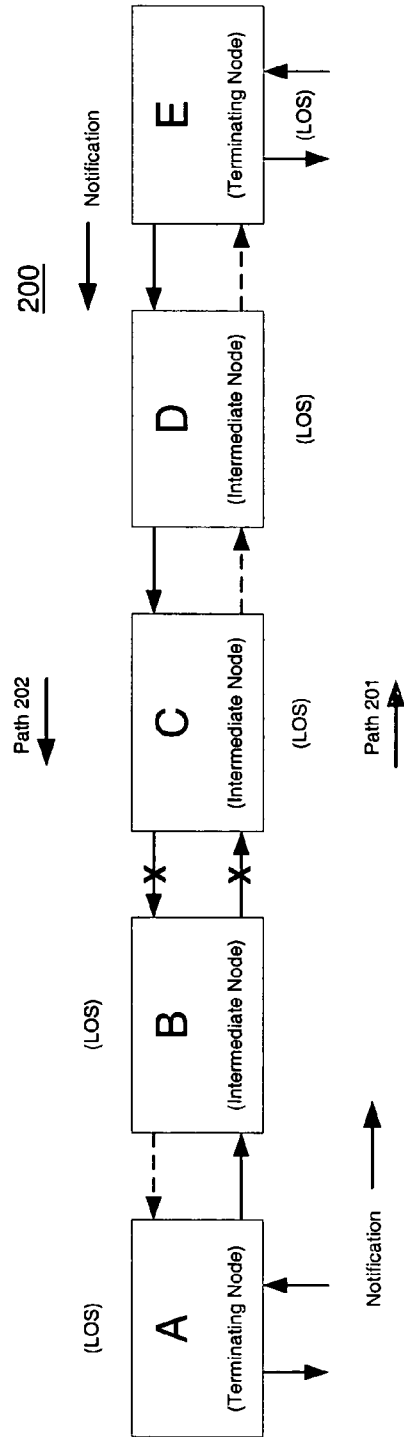 200
Path 202
Notification
(LOS)
(LOS)
A
(Terminating Node)
B
(Intermediate Node)
X
X
C
(Intermediate Node)
D
(Intermediate Node)
E
(Terminating Node)
(LOS)
(LOS)
(LOS)
Notification
Path 201